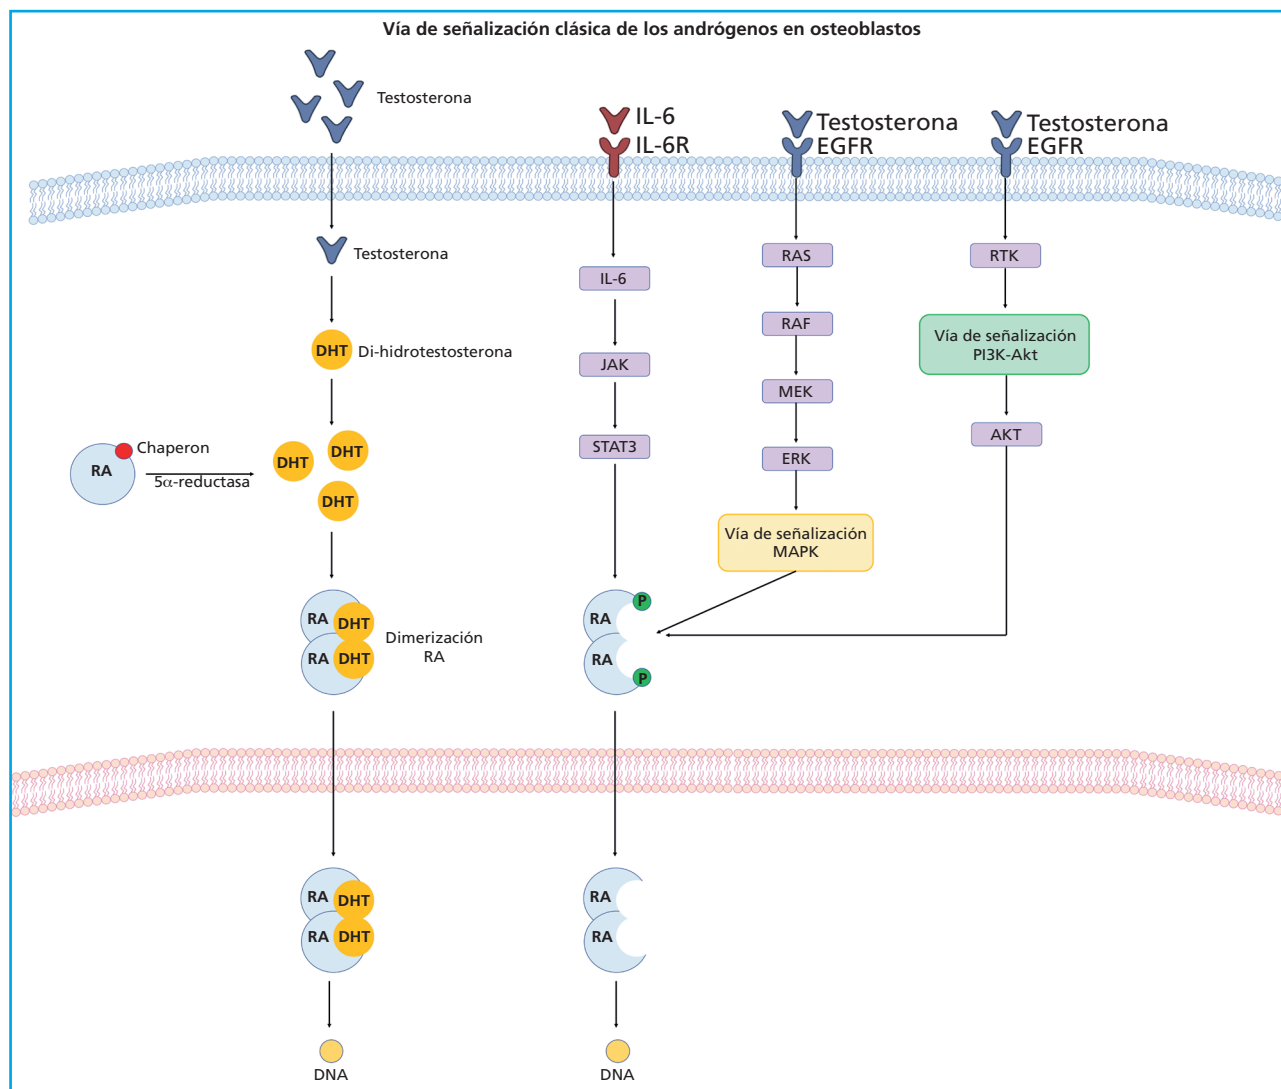 Vía de señalización clásica de los andrógenos en osteoblastos
Testosterona
Testosterona
DHT
Di-hidrotestosterona
RA
Chaperon
5α-reductasa
DHT
DHT
DHT
RA
DHT
RA
DHT
Dimerización
RA
RA
DHT
RA
DHT
DNA
IL-6
IL-6R
IL-6
JAK
STAT3
P
RA
RA
P
RA
RA
DNA
Testosterona
EGFR
RAS
RAF
MEK
ERK
Vía de señalización
MAPK
Testosterona
EGFR
RTK
Vía de señalización
PI3K-Akt
AKT